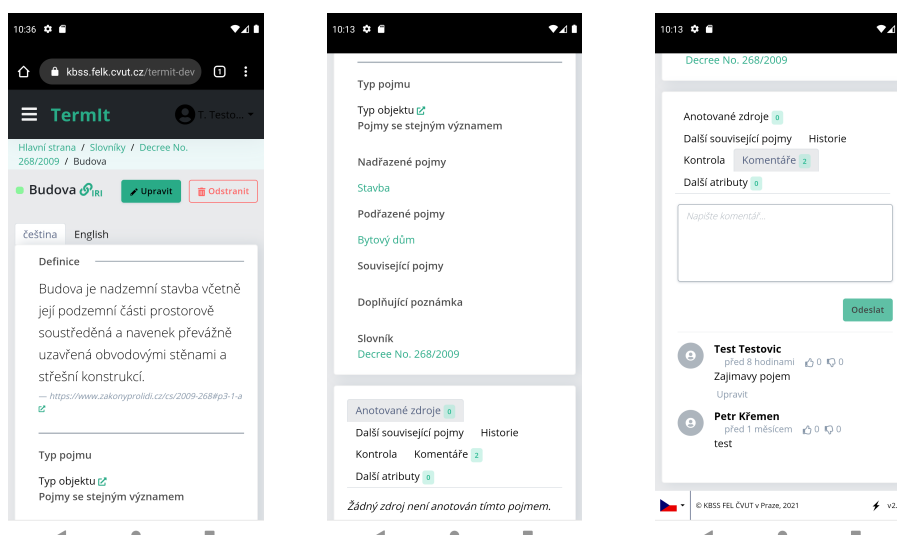 10:36
kbss.felk.cvut.cz/termit-dev
1
TermIt
T. Testo...
Hlavní strana / Slovníky / Decree No.
268/2009 / Budova
Budova IRI
Upravit
Odstranit
čeština English
Definice
Budova je nadzemní stavba včetně
její podzemní části prostorově
soustředěná a navenek převážně
uzavřená obvodovými stěnami a
střešní konstrukcí.
— https://www.zakonyprolidi.cz/cs/2009-268#p3-1-a
Typ pojmu
Typ objektu
Pojmy se stejným významem
10:13
Typ pojmu
Typ objektu
Pojmy se stejným významem
Nadřazené pojmy
Stavba
Podřazené pojmy
Bytový dům
Související pojmy
Doplňující poznámka
Slovník
Decree No. 268/2009
Anotované zdroje 0
Další související pojmy Historie
Kontrola Komentáře 2
Další atributy 0
Žádný zdroj není anotován tímto pojmem.
10:13
Decree No. 268/2009
Anotované zdroje 0
Další související pojmy Historie
Kontrola Komentáře 2
Další atributy 0
Napište komentář...
Odeslat
Test Testovic
před 8 hodinami 0 0
Zajimavy pojem
Upravit
Petr Křemen
před 1 měsícem 0 0
test
© KBSS FEL ČVUT v Praze, 2021
v2.